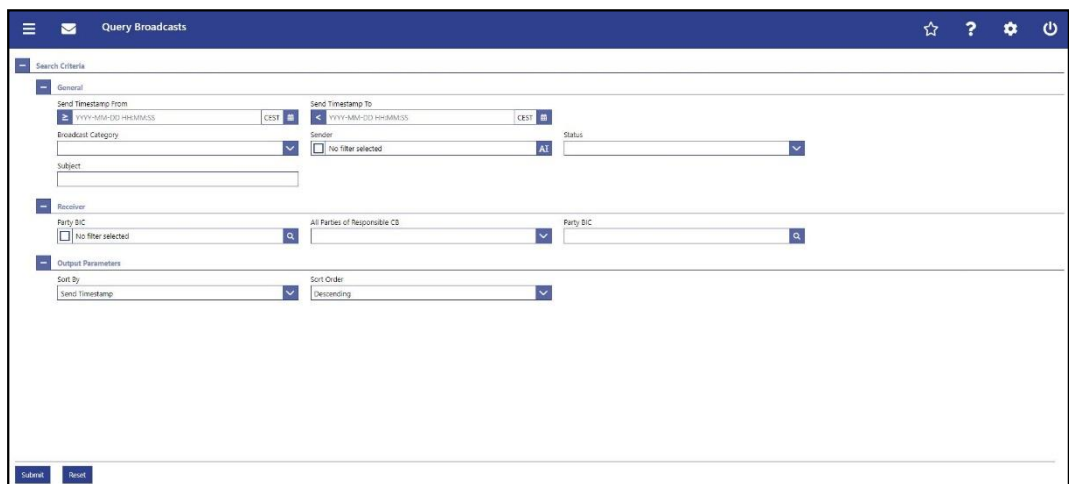 Query Broadcasts
?
Search Criteria
General
Send Timestamp From
Send Timestamp To
≥ YYYY-MM-DD HH:MM:SS CEST
< YYYY-MM-DD HH:MM:SS CEST
Broadcast Category
Sender
Status
No filter selected
AI
Subject
Receiver
Party BIC
All Parties of Responsible CB
Party BIC
No filter selected
Output Parameters
Sort By
Sort Order
Send Timestamp
Descending
Submit
Reset